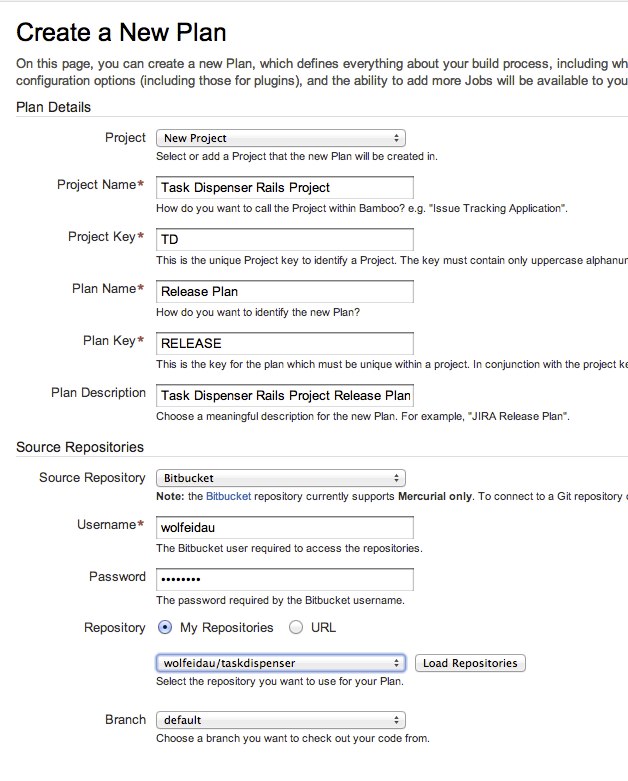 Create a New Plan
On this page, you can create a new Plan, which defines everything about your build process, including wh
configuration options (including those for plugins), and the ability to add more Jobs will be available to you
Plan Details
Project New Project
Select or add a Project that the new Plan will be created in.
Project Name* Task Dispenser Rails Project
How do you want to call the Project within Bamboo? e.g. "Issue Tracking Application".
Project Key* TD
This is the unique Project key to identify a Project. The key must contain only uppercase alphanur
Plan Name* Release Plan
How do you want to identify the new Plan?
Plan Key* RELEASE
This is the key for the plan which must be unique within a project. In conjunction with the project ke
Plan Description Task Dispenser Rails Project Release Plan
Choose a meaningful description for the new Plan. For example, "JIRA Release Plan".
Source Repositories
Source Repository Bitbucket
Note: the Bitbucket repository currently supports Mercurial only. To connect to a Git repository
Username* wolfeidau
The Bitbucket user required to access the repositories.
Password ••••••••
The password required by the Bitbucket username.
Repository My Repositories URL
wolfeidau/taskdispenser Load Repositories
Select the repository you want to use for your Plan.
Branch default
Choose a branch you want to check out your code from.